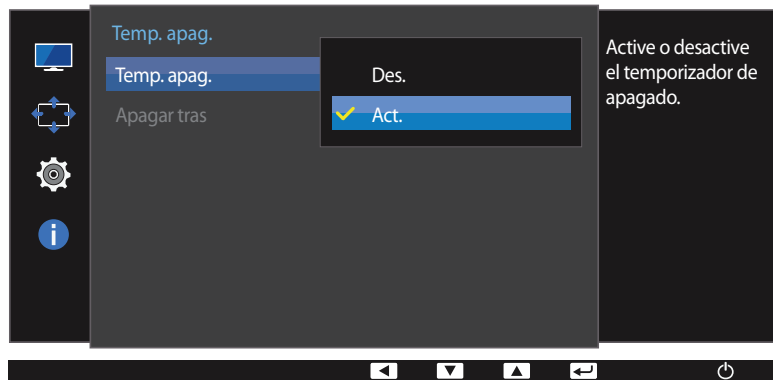 Temp. apag.
Temp. apag.
Des.
Act.
Apagar tras
Active o desactive
el temporizador de
apagado.